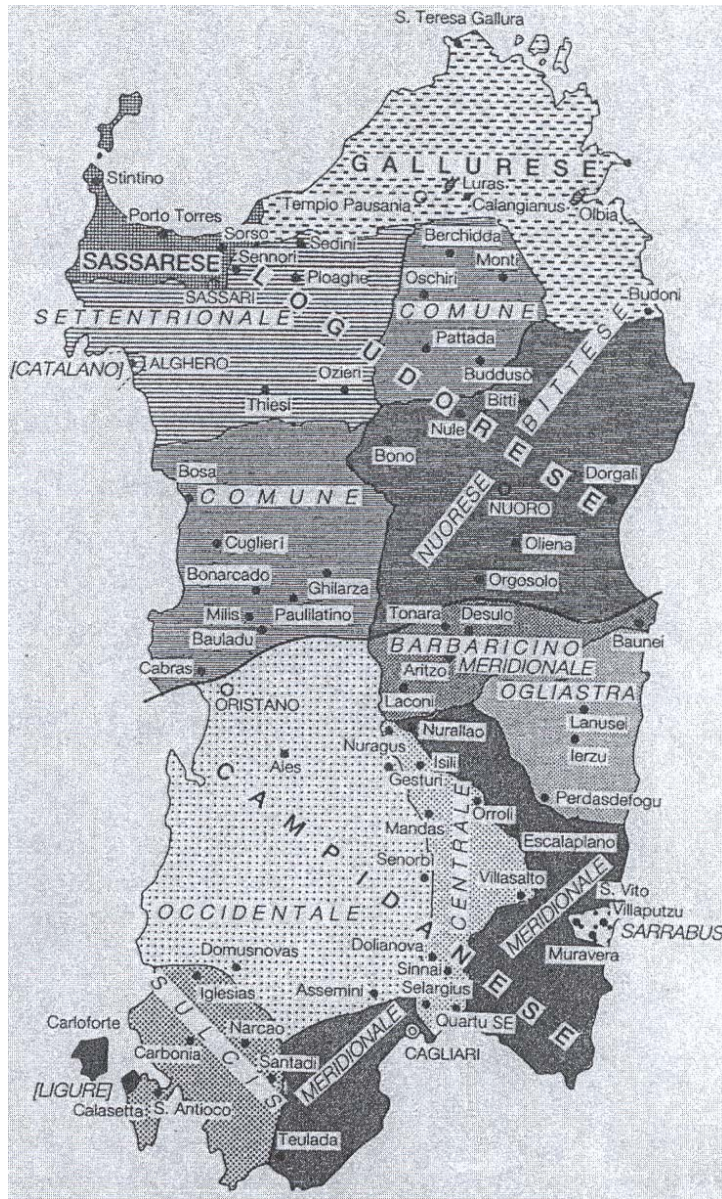 S. Teresa Gallura
GALLURESE
Stintino
Luras
Tempio Pausania
Calangianus
Olbia
Porto Torres
Sorso
Sedini
Berchidda
SASSARESE
Sennori
Monti
SASSARI
Ploaghe
Oschiri
LOGUDORESE
SETTENTRIONALE
COMUNE
Budoni
[CATALANO]
ALGHERO
Pattada
BITTESE
Ozieri
Buddusò
Thiesi
Bitti
Nule
Bono
Bosa
COMUNE
Dorgali
NUORESE
NUORO
Cuglieri
Oliena
Bonarcado
Ghilarza
Orgosolo
Milis
Paulilatino
Tonara
Desulo
Bauladu
Baunei
BARBARICINO
MERIDIONALE
Cabras
Aritzo
OGLIASTRA
ORISTANO
Laconi
Lanusei
Nurallao
Nuragus
Ierzu
Ales
Isili
Gesturi
CAMPIDANESE
Perdasdefogu
Orroli
Mandas
Escalaplano
CENTRALE
Senorbì
Villasalto
S. Vito
OCCIDENTALE
MERIDIONALE
Villaputzu
SARRABUS
Domusnovas
Dolianova
Muravera
Sinnai
Iglesias
Assemini
Selargius
SULCIS
Carloforte
Narcao
Quartu SE
Carbonia
MERIDIONALE
CAGLIARI
Santadi
[LIGURE]
Calasetta
S. Antioco
Teulada